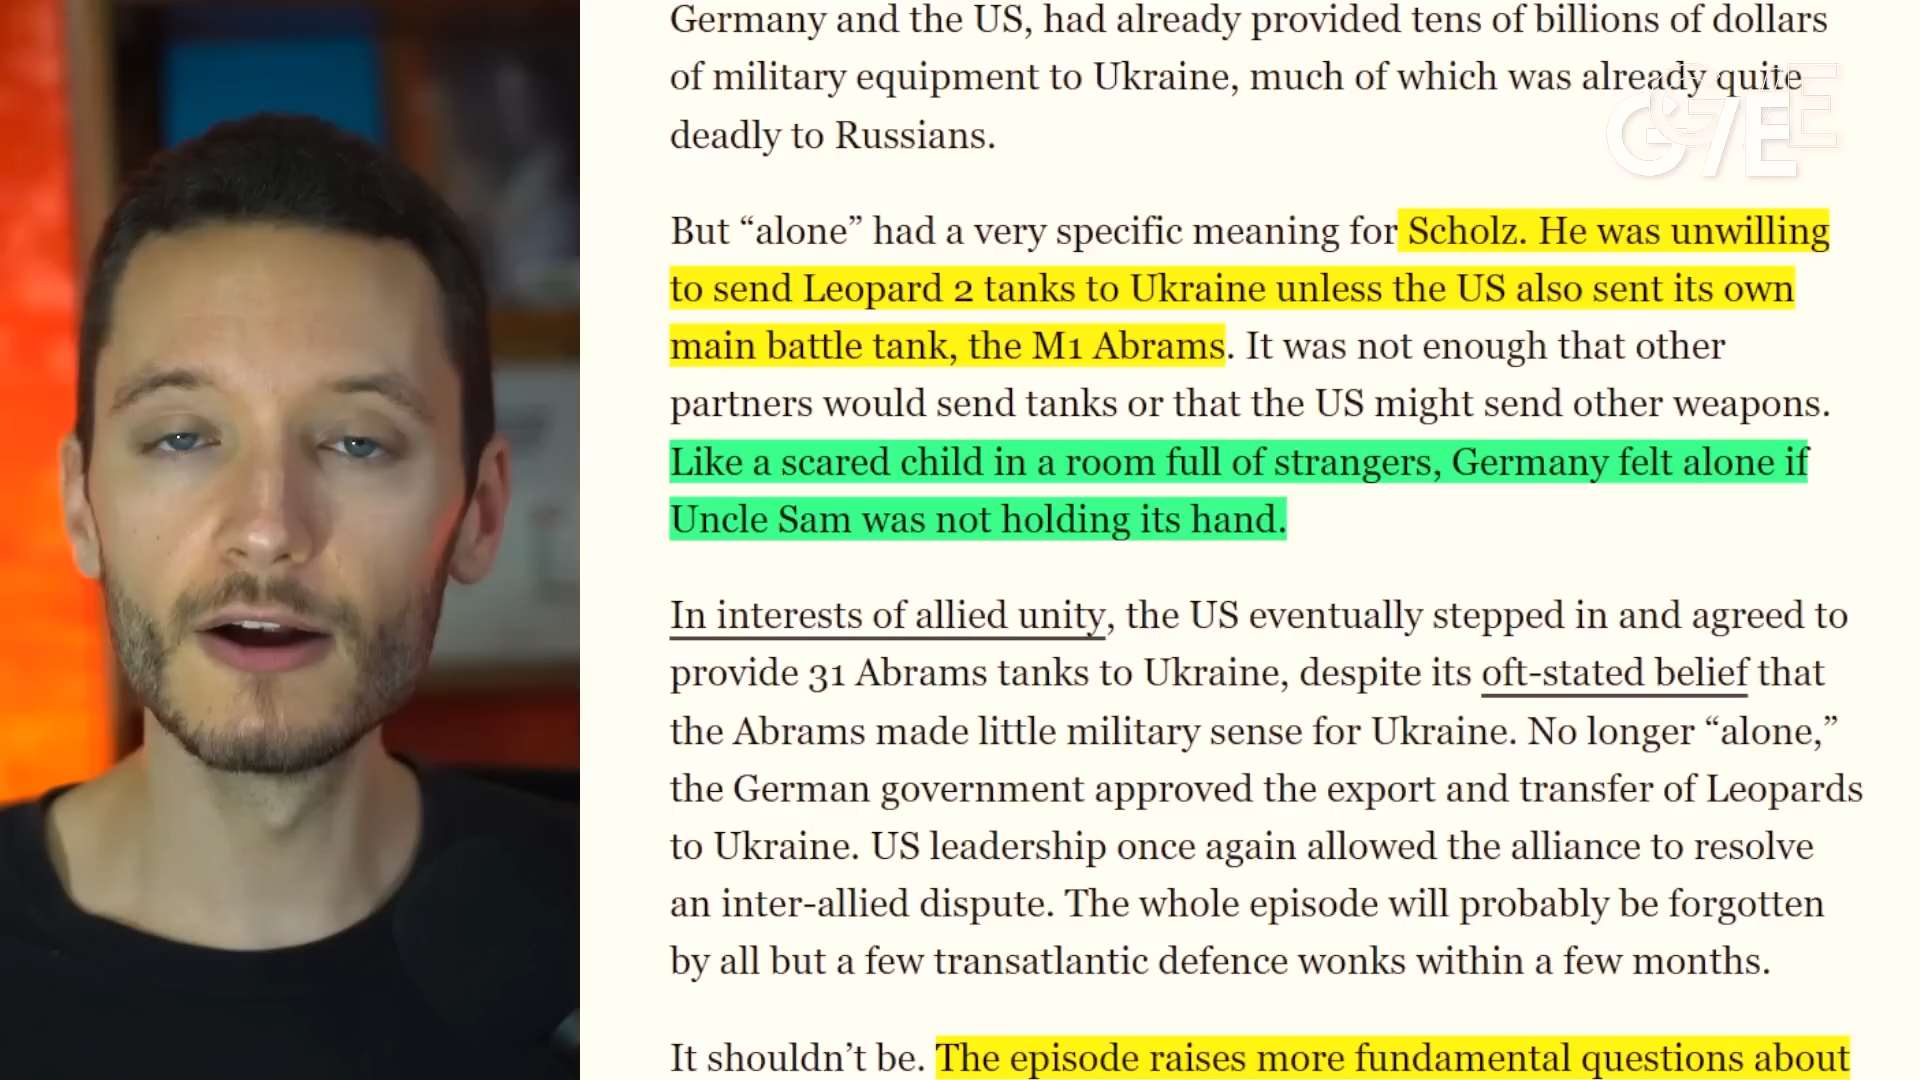 Germany and the US, had already provided tens of billions of dollars
of military equipment to Ukraine, much of which was already quite
deadly to Russians.
But “alone” had a very specific meaning for Scholz. He was unwilling
to send Leopard 2 tanks to Ukraine unless the US also sent its own
main battle tank, the M1 Abrams. It was not enough that other
partners would send tanks or that the US might send other weapons.
Like a scared child in a room full of strangers, Germany felt alone if
Uncle Sam was not holding its hand.
In interests of allied unity, the US eventually stepped in and agreed to
provide 31 Abrams tanks to Ukraine, despite its oft-stated belief that
the Abrams made little military sense for Ukraine. No longer “alone,”
the German government approved the export and transfer of Leopards
to Ukraine. US leadership once again allowed the alliance to resolve
an inter-allied dispute. The whole episode will probably be forgotten
by all but a few transatlantic defence wonks within a few months.
It shouldn’t be. The episode raises more fundamental questions about